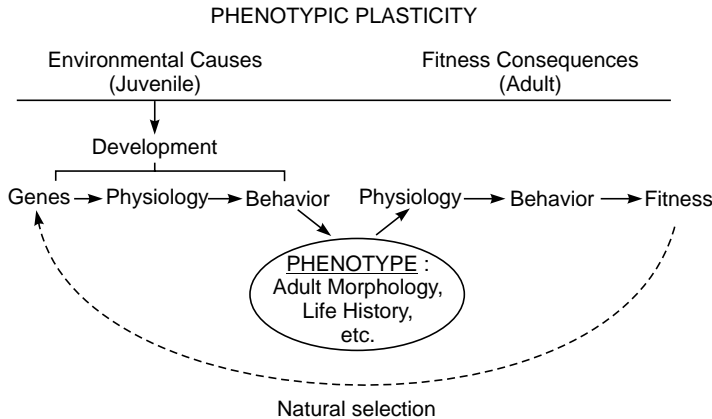 PHENOTYPIC PLASTICITY
Environmental Causes
(Juvenile)
Fitness Consequences
(Adult)
Development
Genes Physiology Behavior Physiology Behavior Fitness
PHENOTYPE :
Adult Morphology,
Life History,
etc.
Natural selection